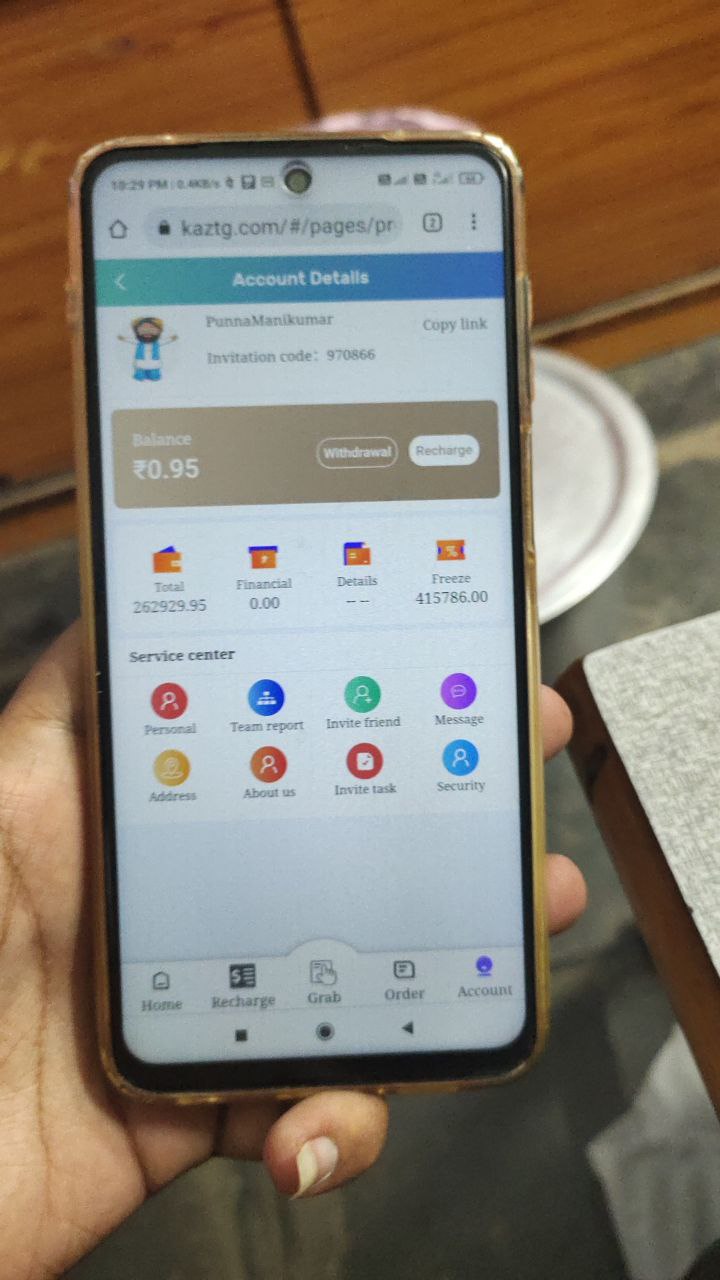 10:29 PM | 0.4KB/s
kaztg.com/#/pages/pr
2
Account Details
PunnaManikumar
Copy link
Invitation code: 970866
Balance
₹0.95
Withdrawal
Recharge
Total
Financial
Details
Freeze
262929.95
0.00
-- --
415786.00
Service center
Personal
Team report
Invite friend
Message
Address
About us
Invite task
Security
Home
Recharge
Grab
Order
Account